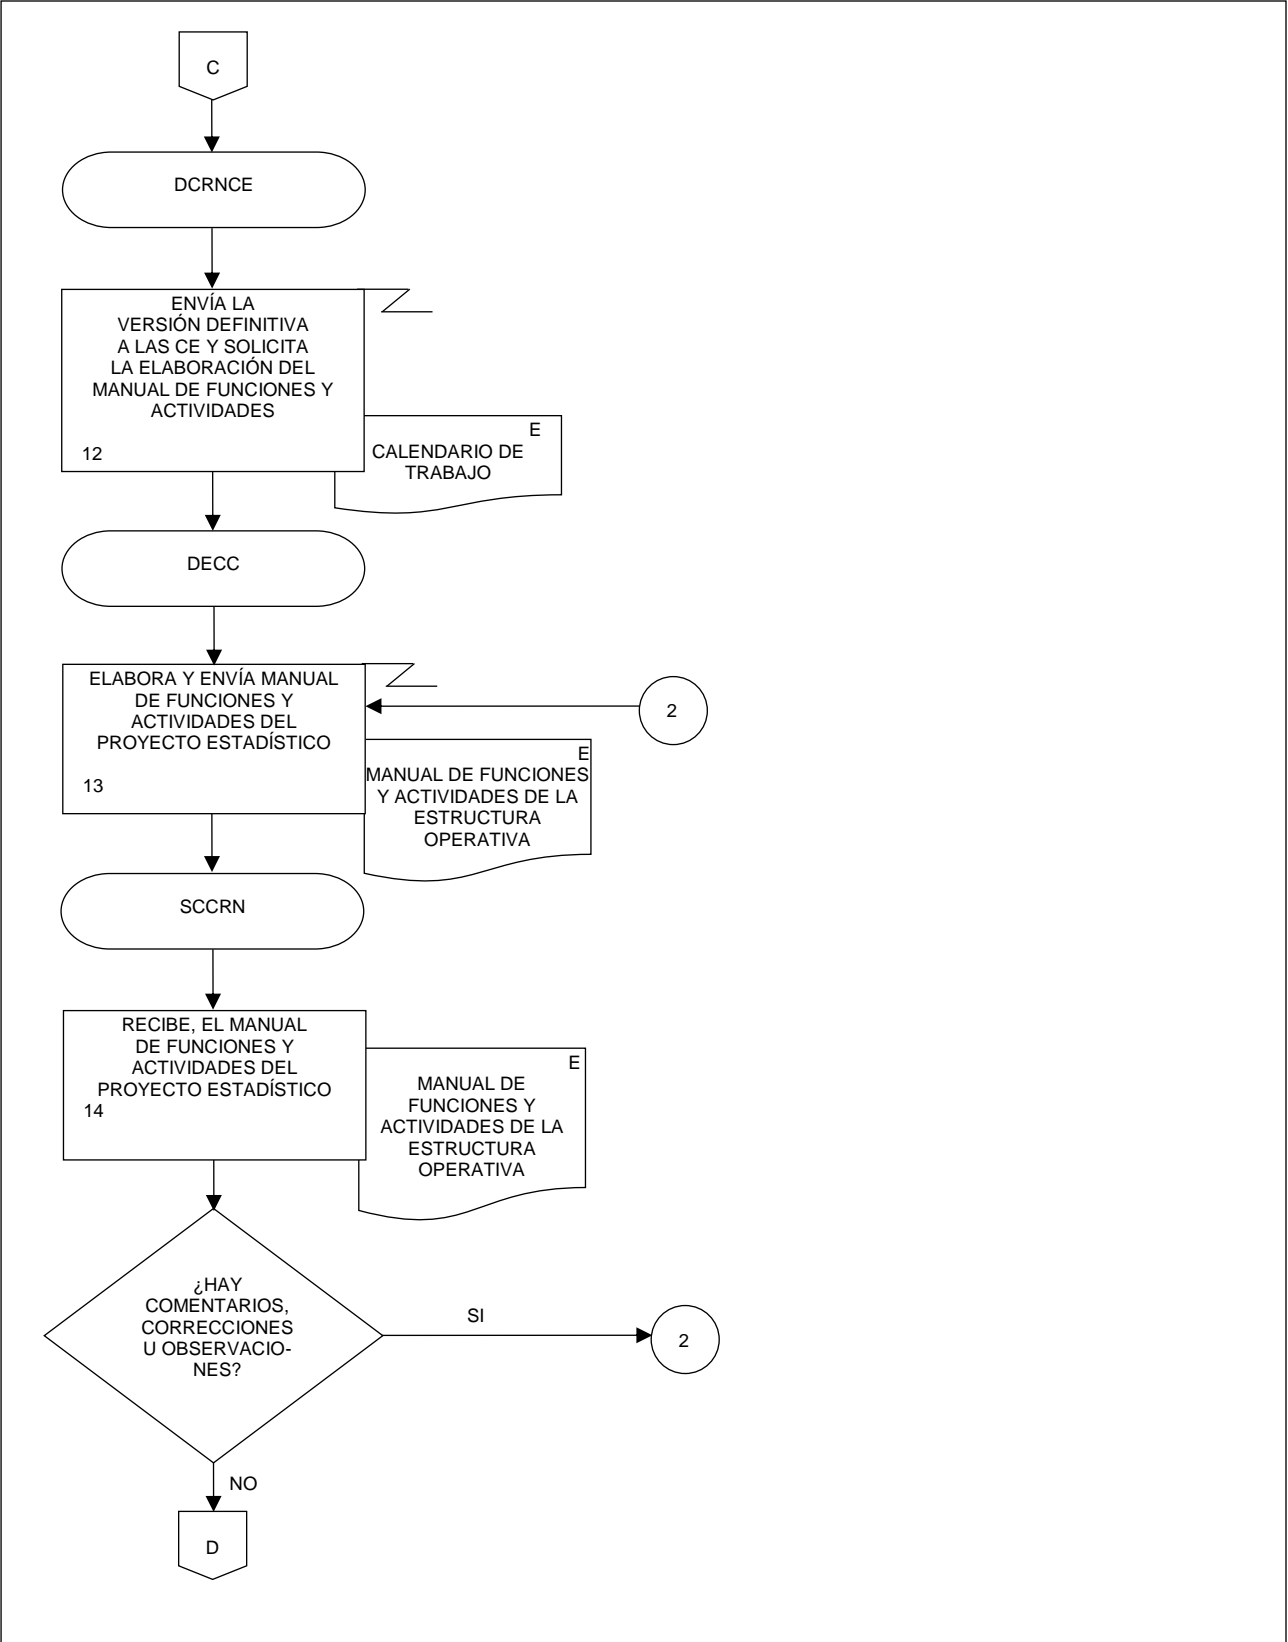 C
DCRNCE
ENVÍA LA
VERSIÓN DEFINITIVA
A LAS CE Y SOLICITA
LA ELABORACIÓN DEL
MANUAL DE FUNCIONES Y
ACTIVIDADES
12
E
CALENDARIO DE
TRABAJO
DECC
ELABORA Y ENVÍA MANUAL
DE FUNCIONES Y
ACTIVIDADES DEL
PROYECTO ESTADÍSTICO
13
2
E
MANUAL DE FUNCIONES
Y ACTIVIDADES DE LA
ESTRUCTURA
OPERATIVA
SCCRN
RECIBE, EL MANUAL
DE FUNCIONES Y
ACTIVIDADES DEL
PROYECTO ESTADÍSTICO
14
E
MANUAL DE
FUNCIONES Y
ACTIVIDADES DE LA
ESTRUCTURA
OPERATIVA
¿HAY
COMENTARIOS,
CORRECCIONES
U OBSERVACIO-
NES?
SI
2
NO
D